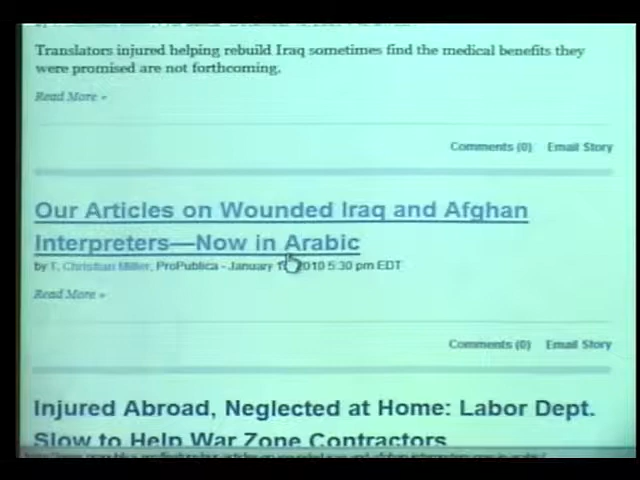 Translators injured helping rebuild Iraq sometimes find the medical benefits they
were promised are not forthcoming.
Read More »
Comments (0) Email Story
Our Articles on Wounded Iraq and Afghan
Interpreters—Now in Arabic
by T. Christian Miller, ProPublica - January 2010 5:30 pm EDT
Read More »
Comments (0) Email Story
Injured Abroad, Neglected at Home: Labor Dept.
Slow to Help War Zone Contractors